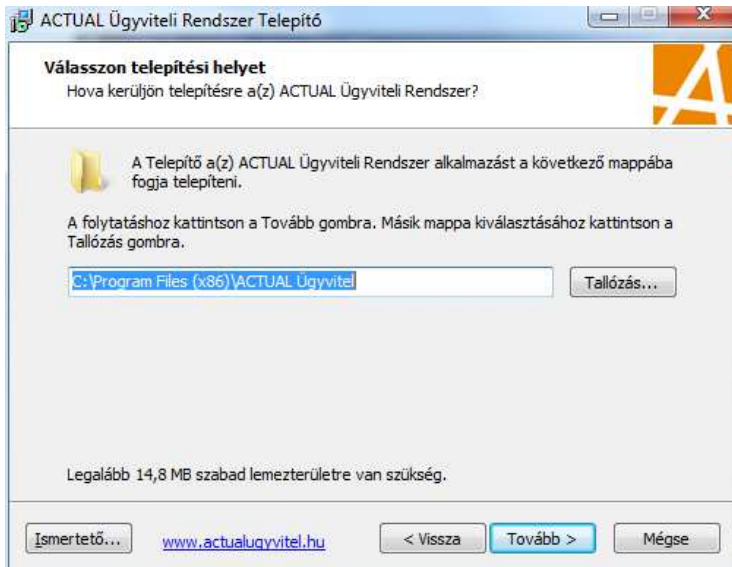 ACTUAL Ügyviteli Rendszer Telepítő
Válasszon telepítési helyet
Hova kerüljön telepítésre a(z) ACTUAL Ügyviteli Rendszer?
A Telepítő a(z) ACTUAL Ügyviteli Rendszer alkalmazást a következő mappába
fogja telepíteni.
A folytatáshoz kattintson a Tovább gombra. Másik mappa kiválasztásához kattintson a
Tallózás gombra.
C:\Program Files (x86)\ACTUAL Ügyvitel
Tallózás...
Legalább 14,8 MB szabad lemezterületre van szükség.
Ismertető...
www.actualugyvitel.hu
< Vissza
Tovább >
Mégse